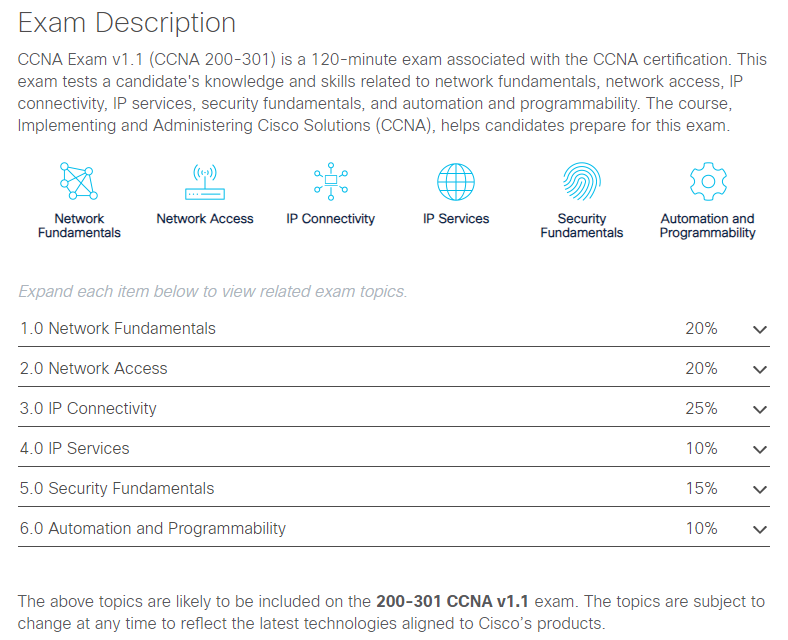 Exam Description
CCNA Exam v1.1 (CCNA 200-301) is a 120-minute exam associated with the CCNA certification. This
exam tests a candidate's knowledge and skills related to network fundamentals, network access, IP
connectivity, IP services, security fundamentals, and automation and programmability. The course,
Implementing and Administering Cisco Solutions (CCNA), helps candidates prepare for this exam.
Network
Fundamentals
Network Access
IP Connectivity
IP Services
Security
Fundamentals
Automation and
Programmability
Expand each item below to view related exam topics.
1.0 Network Fundamentals 20%
2.0 Network Access 20%
3.0 IP Connectivity 25%
4.0 IP Services 10%
5.0 Security Fundamentals 15%
6.0 Automation and Programmability 10%
The above topics are likely to be included on the 200-301 CCNA v1.1 exam. The topics are subject to
change at any time to reflect the latest technologies aligned to Cisco’s products.